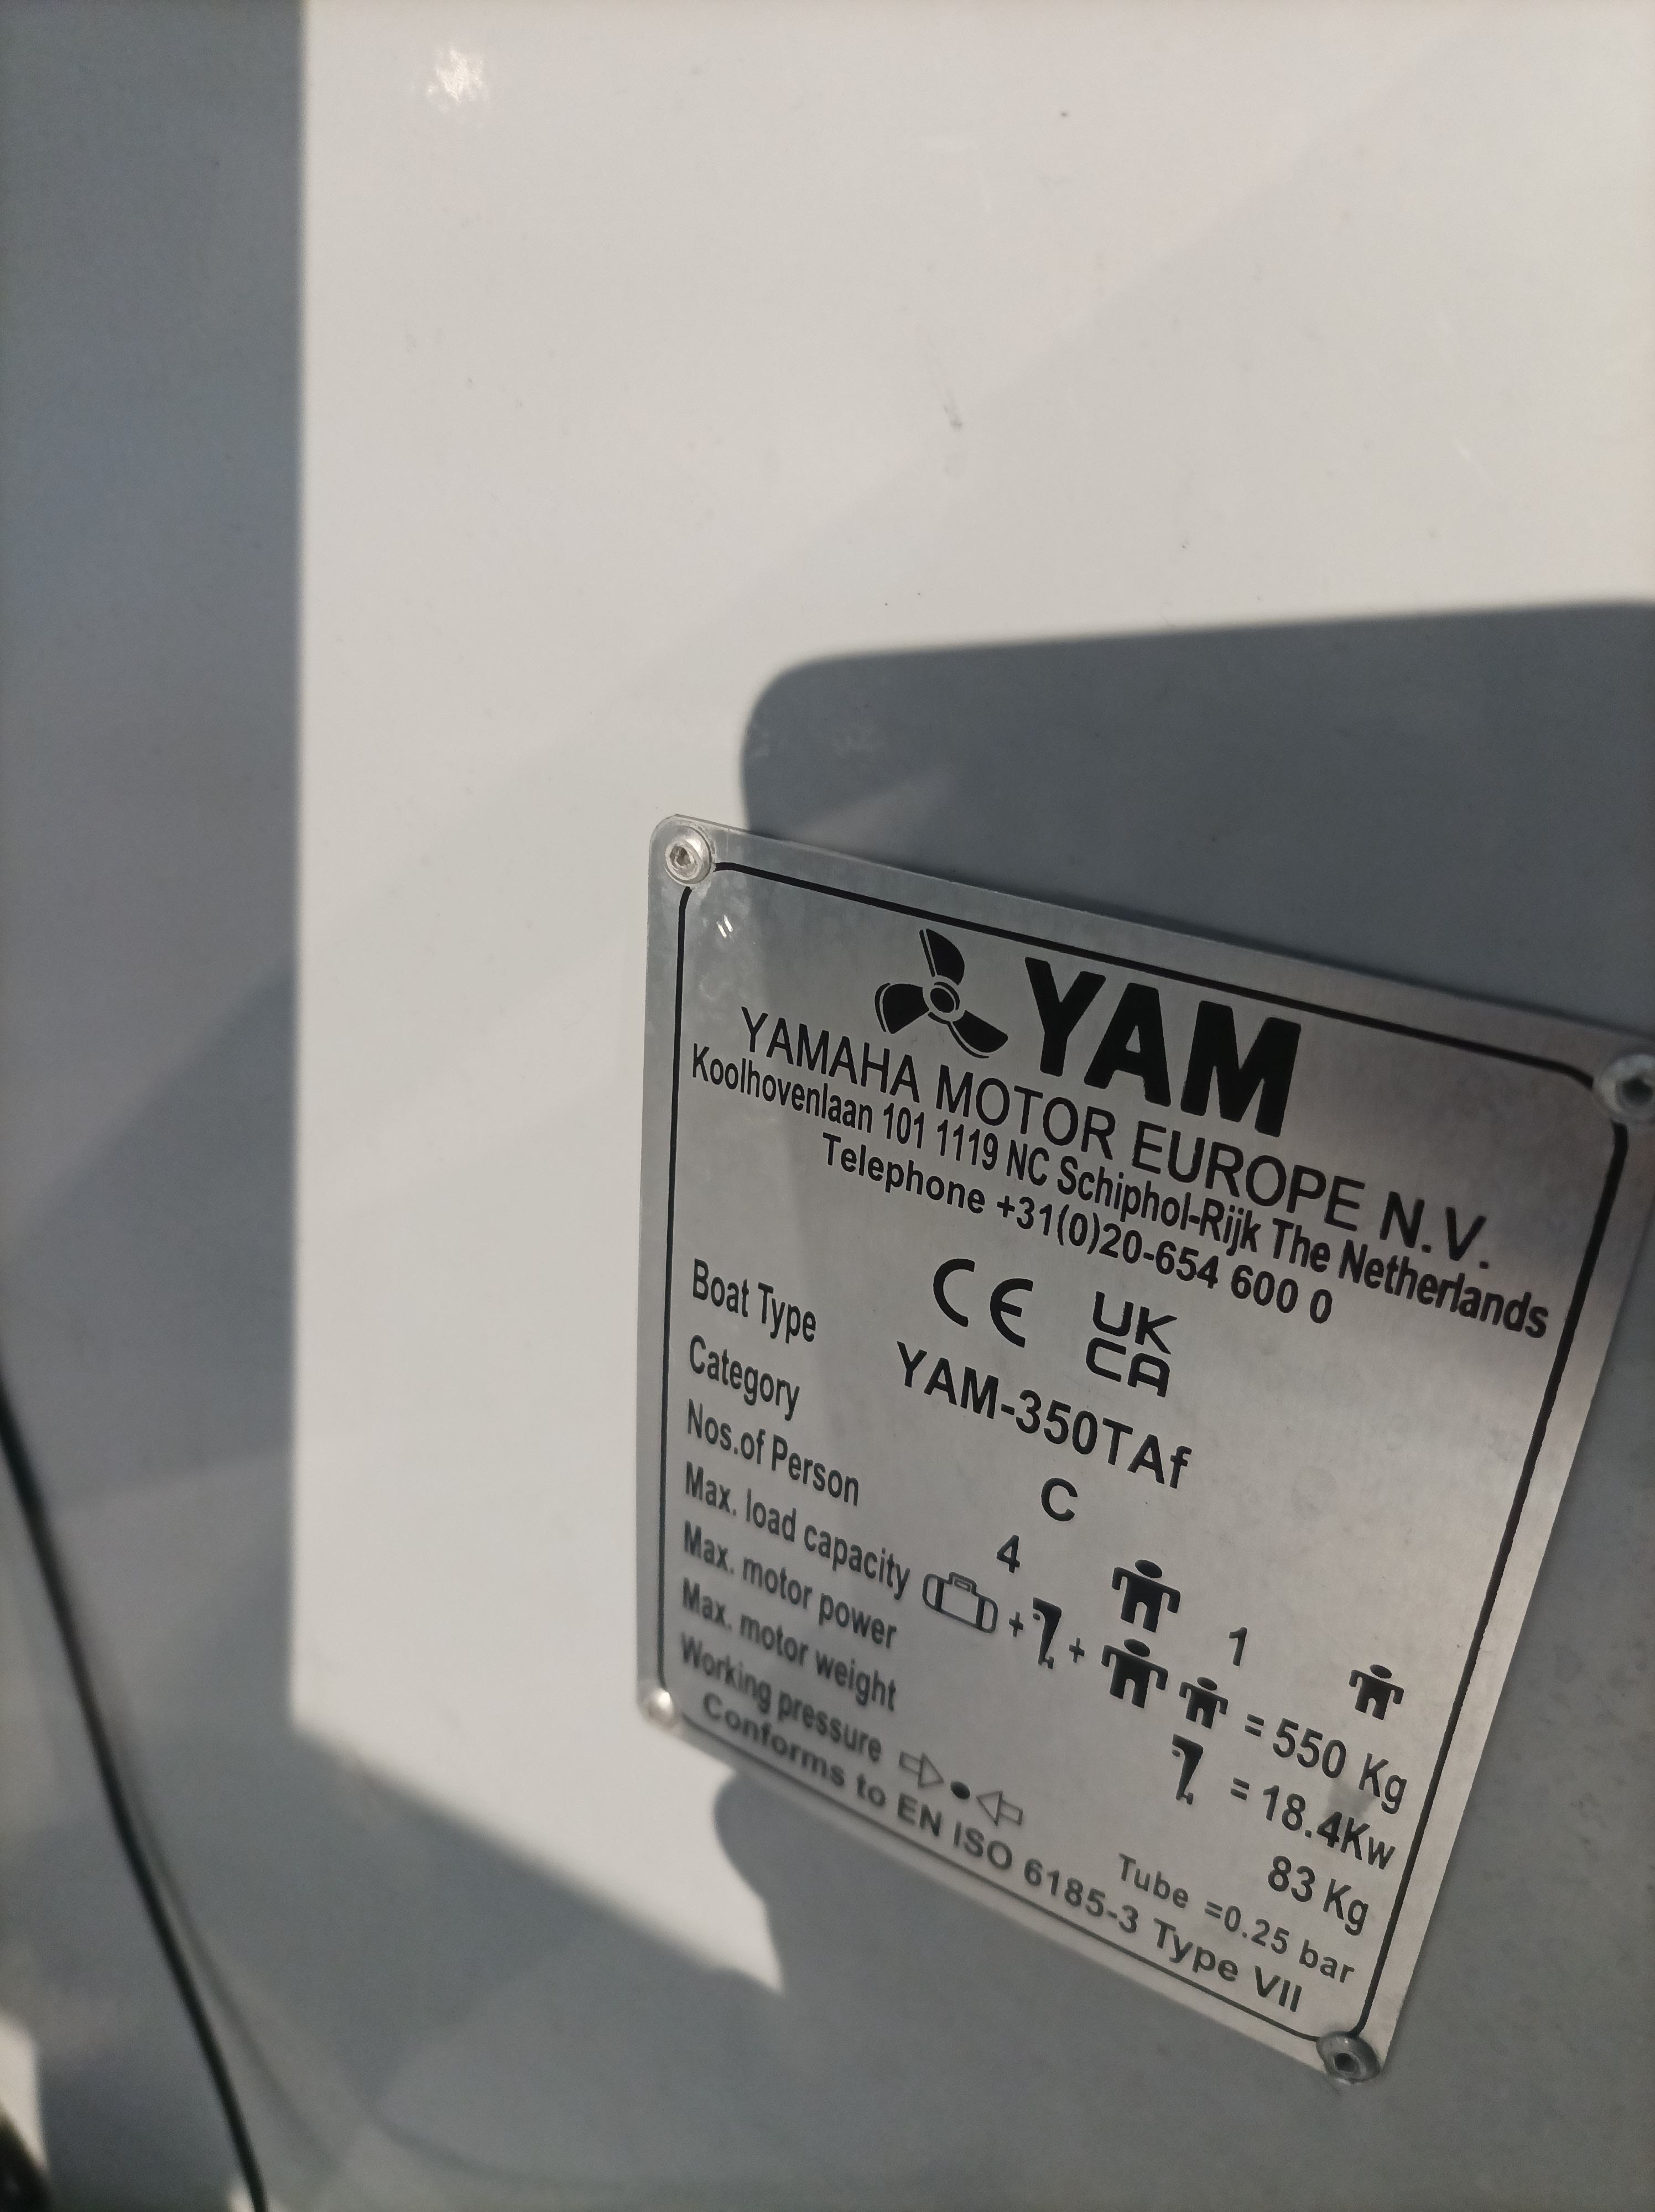 YAM
YAMAHA MOTOR EUROPE N.V.
Koolhovenlaan 101 1119 NC Schiphol-Rijk The Netherlands
Telephone +31(0)20-654 600 0
CE UK CA
Boat Type YAM-350TAf
Category C
Nos.of Person 4 1
Max. load capacity + + = 550 Kg
Max. motor power = 18.4Kw
Max. motor weight 83 Kg
Working pressure Tube =0.25 bar
Conforms to EN ISO 6185-3 Type VII